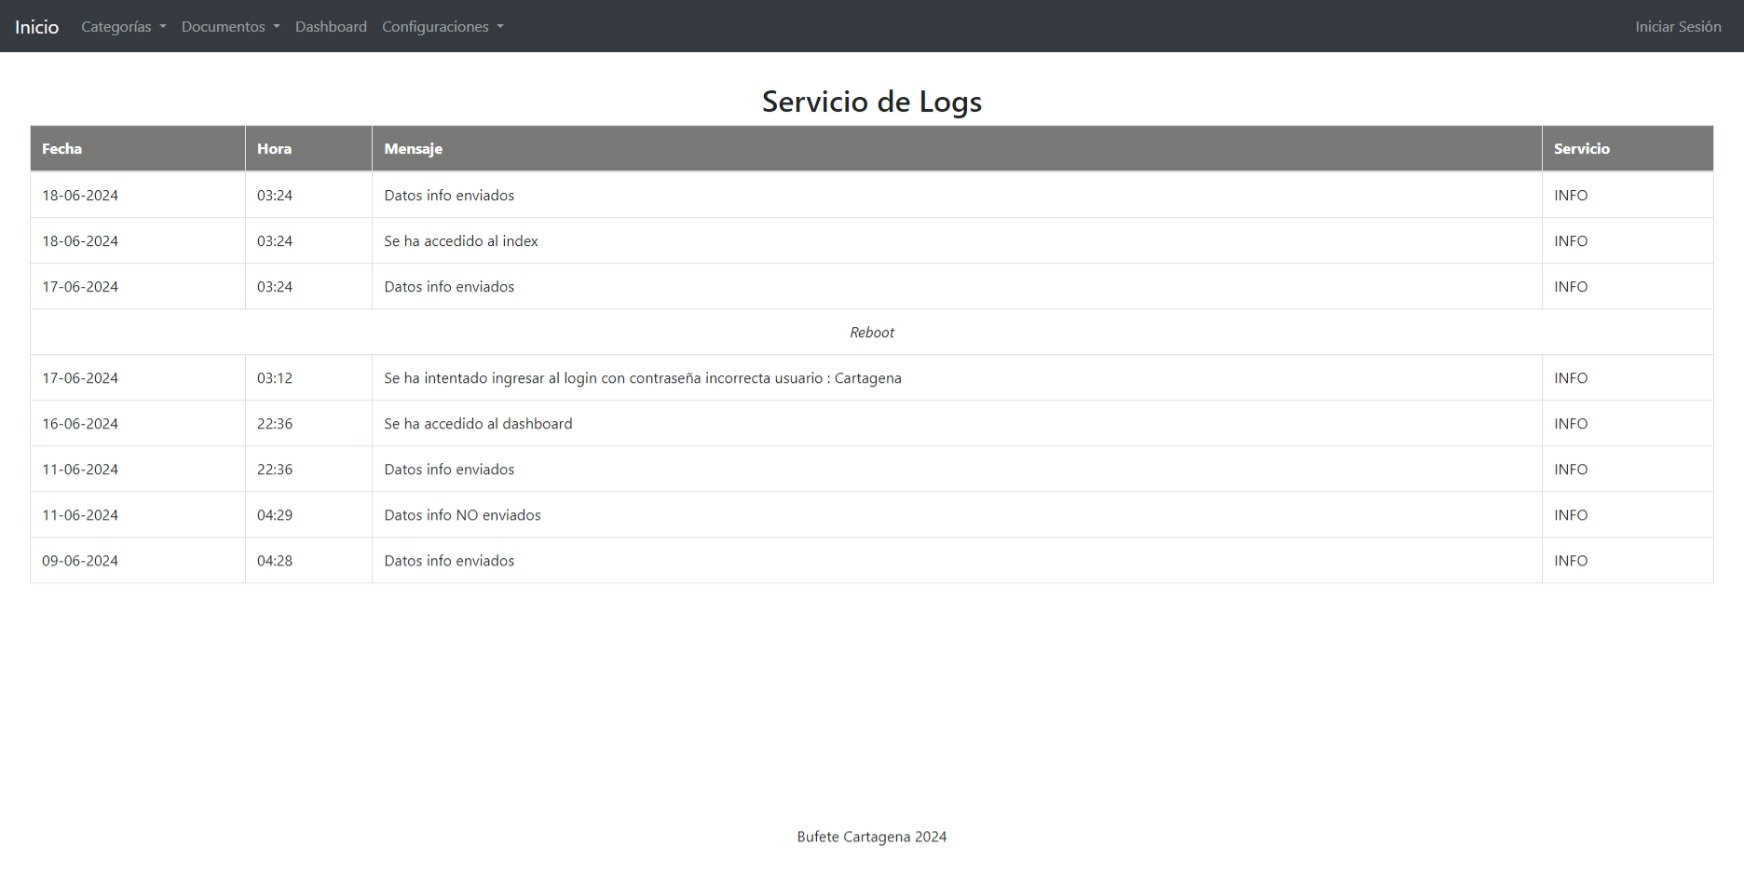 Inicio Categorías Documentos Dashboard Configuraciones Iniciar Sesión
Servicio de Logs
Fecha Hora Mensaje Servicio
18-06-2024 03:24 Datos info enviados INFO
18-06-2024 03:24 Se ha accedido al index INFO
17-06-2024 03:24 Datos info enviados INFO
Reboot
17-06-2024 03:12 Se ha intentado ingresar al login con contraseña incorrecta usuario : Cartagena INFO
16-06-2024 22:36 Se ha accedido al dashboard INFO
11-06-2024 22:36 Datos info enviados INFO
11-06-2024 04:29 Datos info NO enviados INFO
09-06-2024 04:28 Datos info enviados INFO
Bufete Cartagena 2024